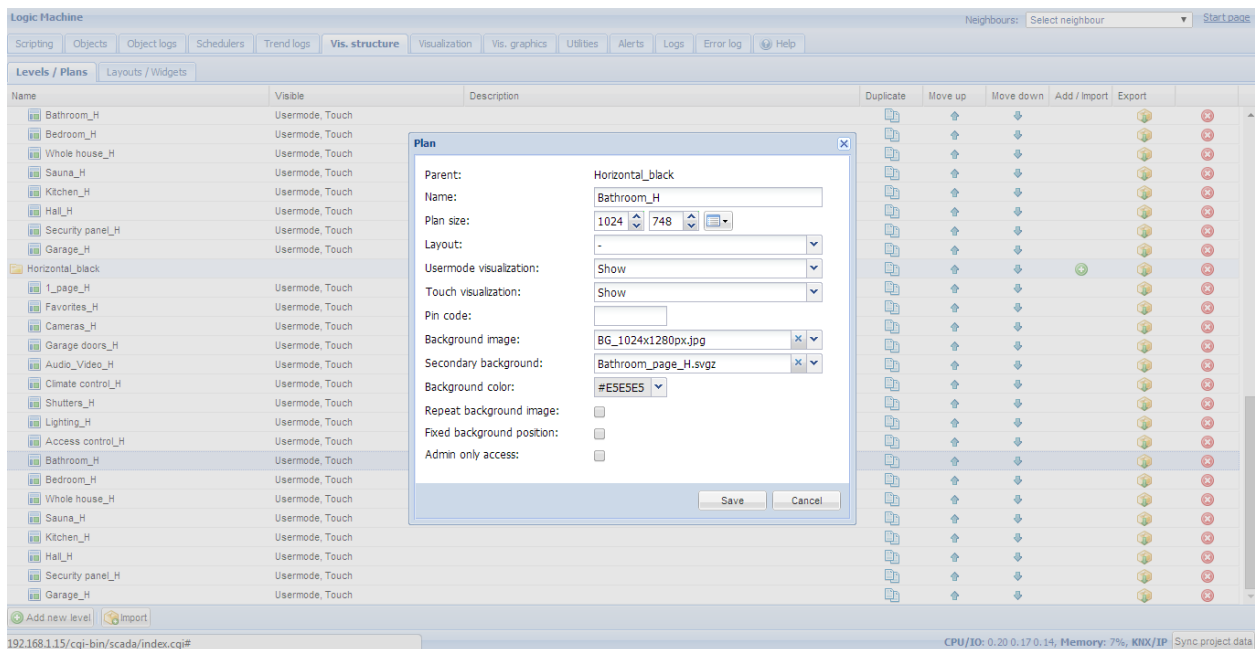 Logic Machine Neighbours: Select neighbour Start page
Scripting Objects Object logs Schedulers Trend logs Vis. structure Visualization Vis. graphics Utilities Alerts Logs Error log Help
Levels / Plans Layouts / Widgets
Name Visible Description Duplicate Move up Move down Add / Import Export
Bathroom_H Usermode, Touch
Bedroom_H Usermode, Touch
Whole house_H Usermode, Touch
Sauna_H Usermode, Touch
Kitchen_H Usermode, Touch
Hall_H Usermode, Touch
Security panel_H Usermode, Touch
Garage_H Usermode, Touch
Horizontal_black
1_page_H Usermode, Touch
Favorites_H Usermode, Touch
Cameras_H Usermode, Touch
Garage doors_H Usermode, Touch
Audio_Video_H Usermode, Touch
Climate control_H Usermode, Touch
Shutters_H Usermode, Touch
Lighting_H Usermode, Touch
Access control_H Usermode, Touch
Bathroom_H Usermode, Touch
Bedroom_H Usermode, Touch
Whole house_H Usermode, Touch
Sauna_H Usermode, Touch
Kitchen_H Usermode, Touch
Hall_H Usermode, Touch
Security panel_H Usermode, Touch
Garage_H Usermode, Touch
Plan
Parent: Horizontal_black
Name: Bathroom_H
Plan size: 1024 748
Layout: -
Usermode visualization: Show
Touch visualization: Show
Pin code:
Background image: BG_1024x1280px.jpg
Secondary background: Bathroom_page_H.svgz
Background color: #E5E5E5
Repeat background image:
Fixed background position:
Admin only access:
Save Cancel
Add new level Import
192.168.1.15/cgi-bin/scada/index.cgi# CPU/IO: 0.20 0.17 0.14, Memory: 7%, KNX/IP Sync project data